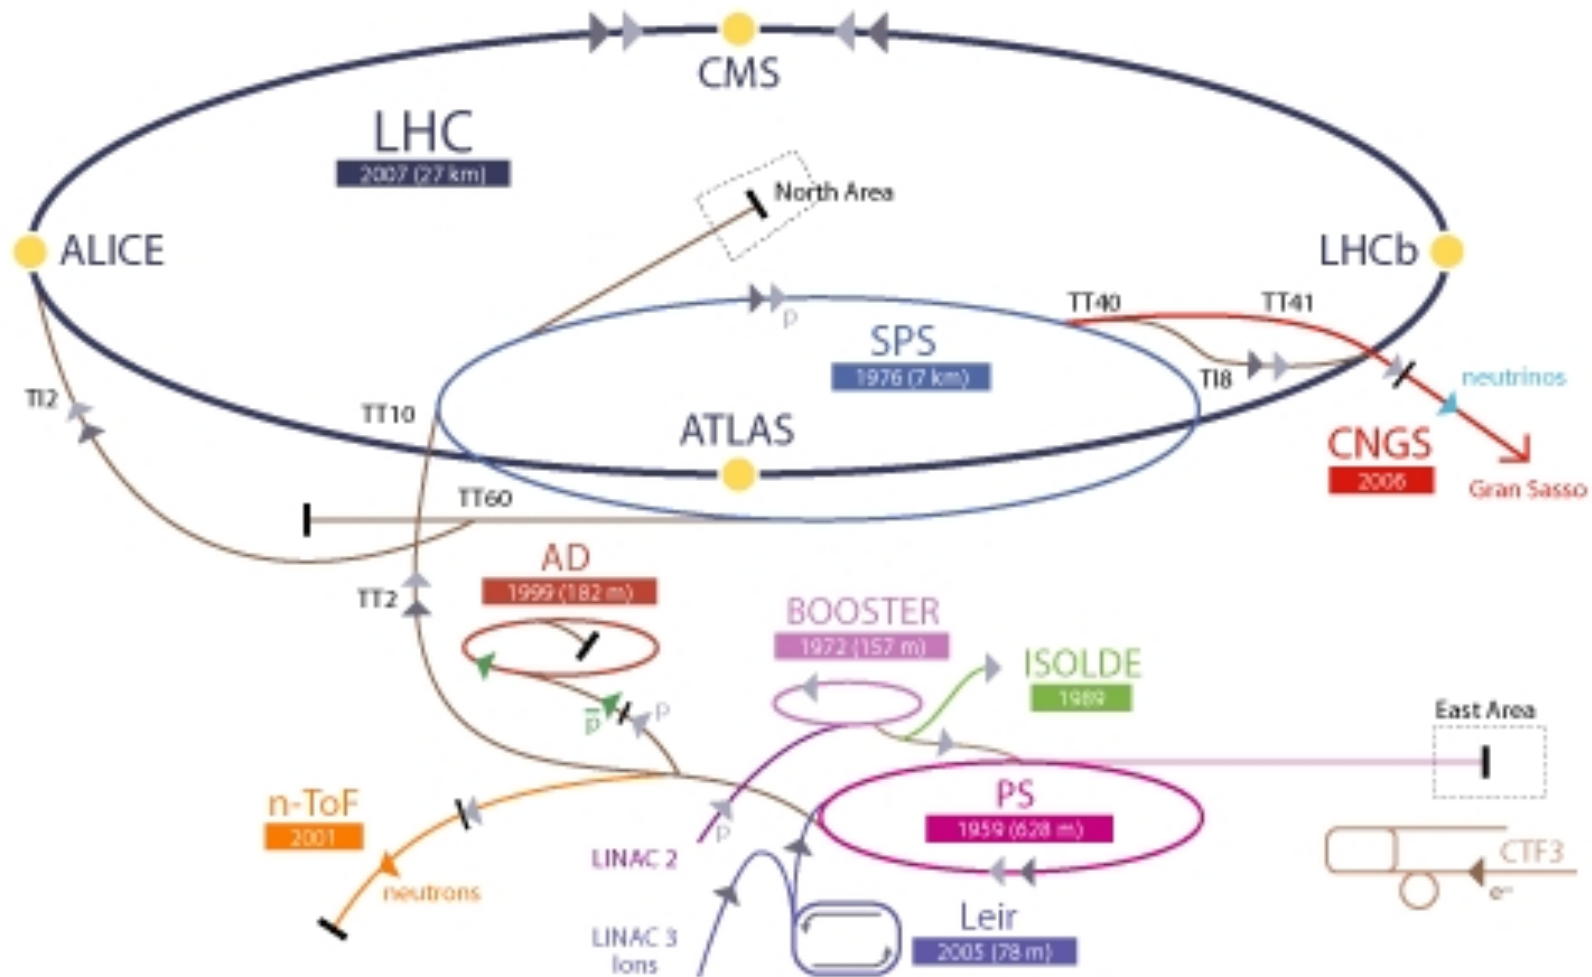 CMS
LHC
2007 (27 km)
North Area
ALICE
LHCb
TT40
TT41
p
SPS
1976 (7 km)
TI8
neutrinos
TI2
TT10
ATLAS
CNGS
2006
Gran Sasso
TT60
AD
1999 (182 m)
TT2
BOOSTER
1972 (157 m)
ISOLDE
1989
p̅
p
East Area
n-ToF
2001
PS
1959 (628 m)
p
LINAC 2
neutrons
CTF3
e⁻
Leir
2005 (78 m)
LINAC 3
Ions